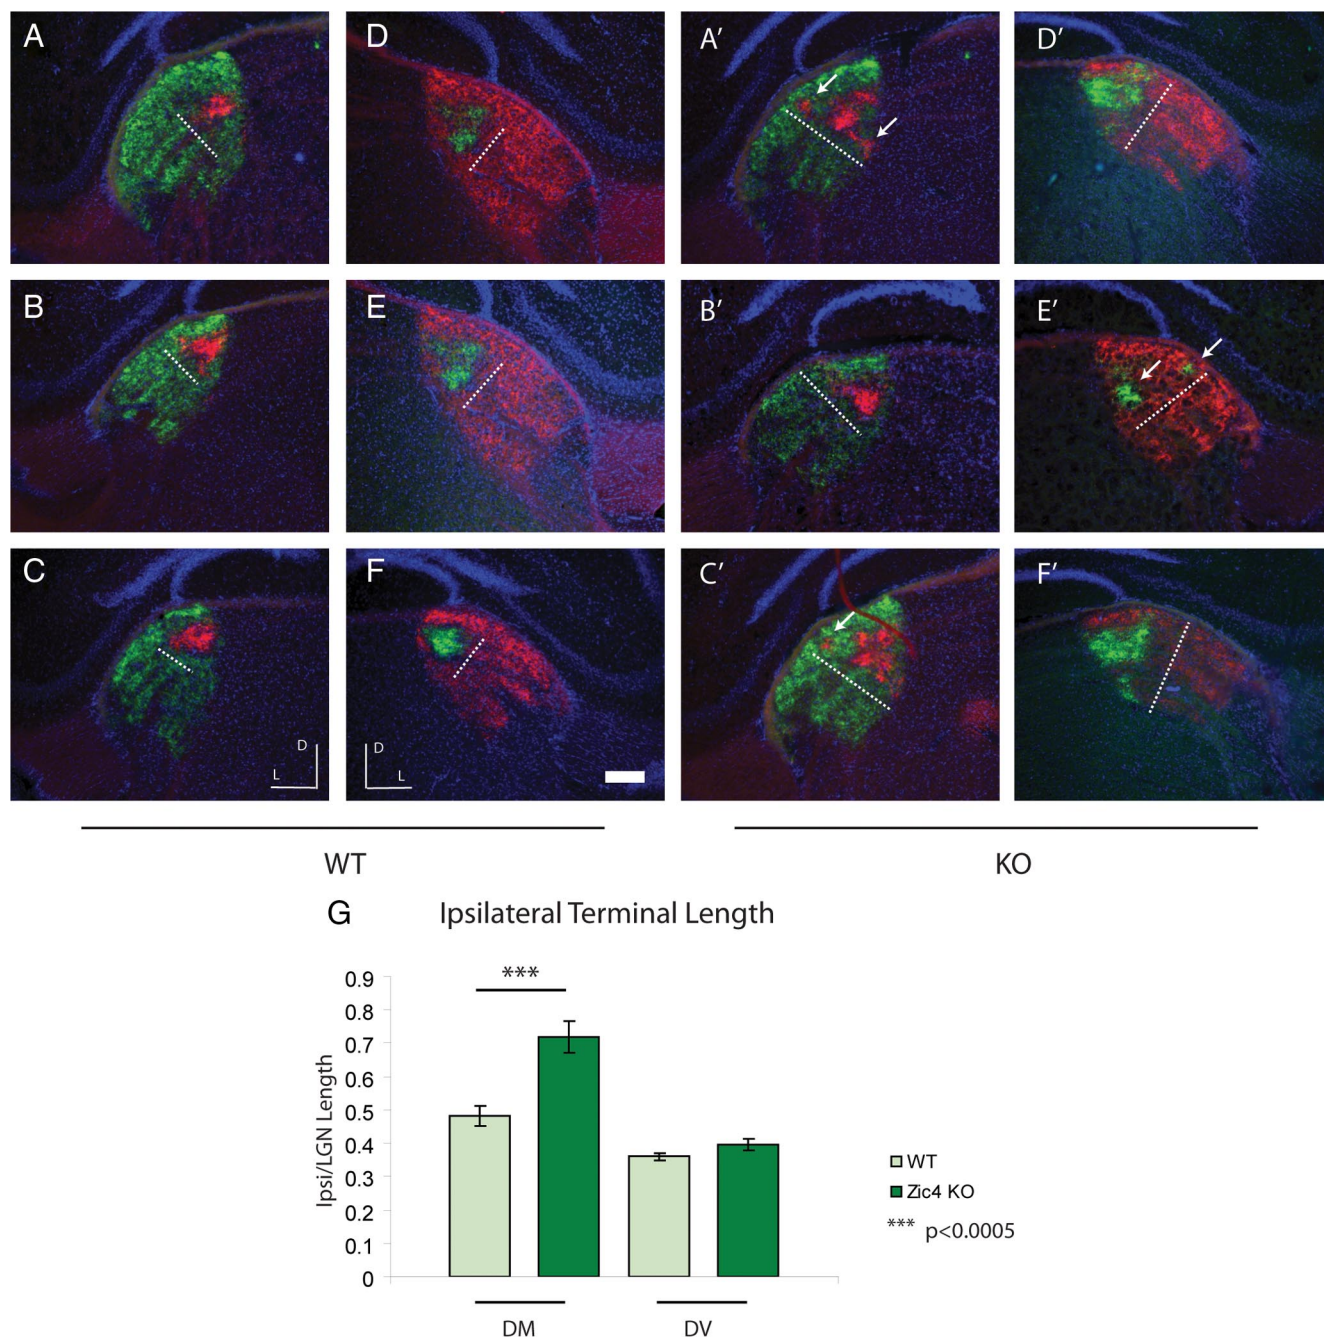 A
D
A′
D′
B
E
B′
E′
C
F
C′
F′
D
L
D
L
WT
KO
G
Ipsilateral Terminal Length
***
0.9
0.8
0.7
0.6
0.5
0.4
0.3
0.2
0.1
0
Ipsi/LGN Length
WT
Zic4 KO
*** p<0.0005
DM
DV